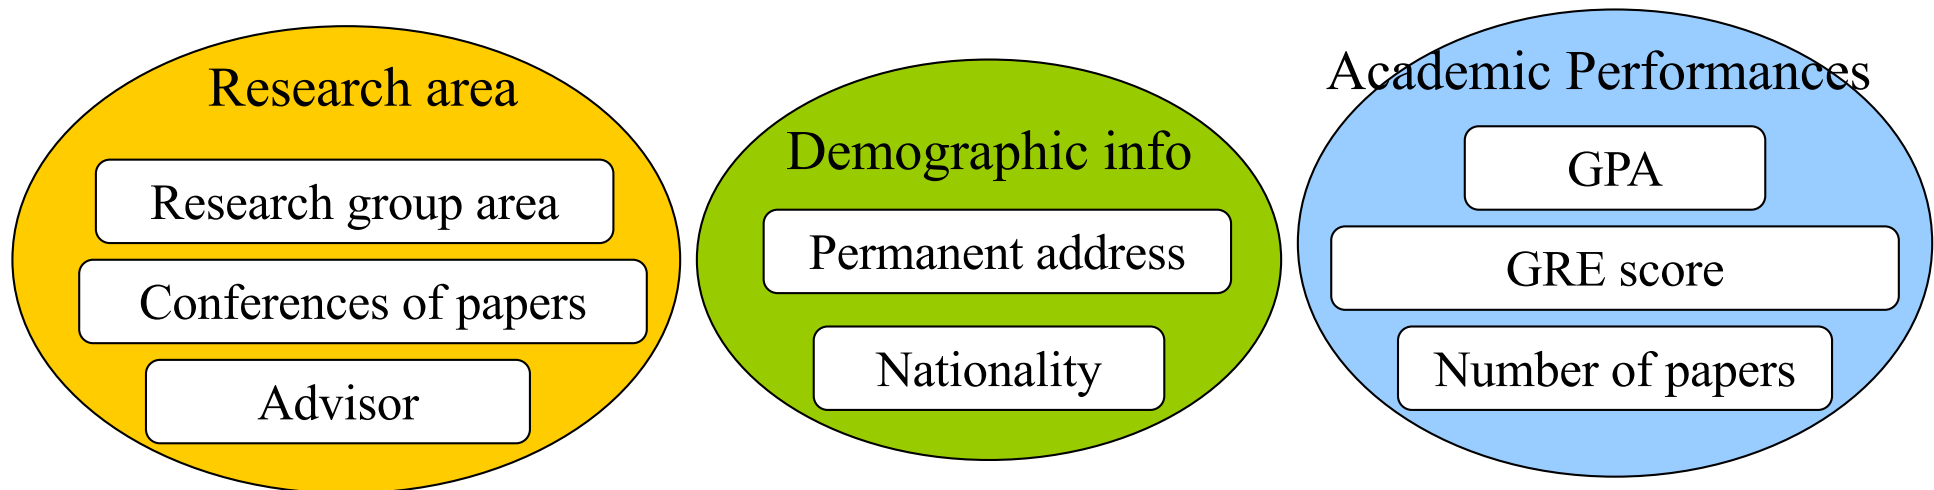 Research area
Research group area
Conferences of papers
Advisor
Demographic info
Permanent address
Nationality
Academic Performances
GPA
GRE score
Number of papers